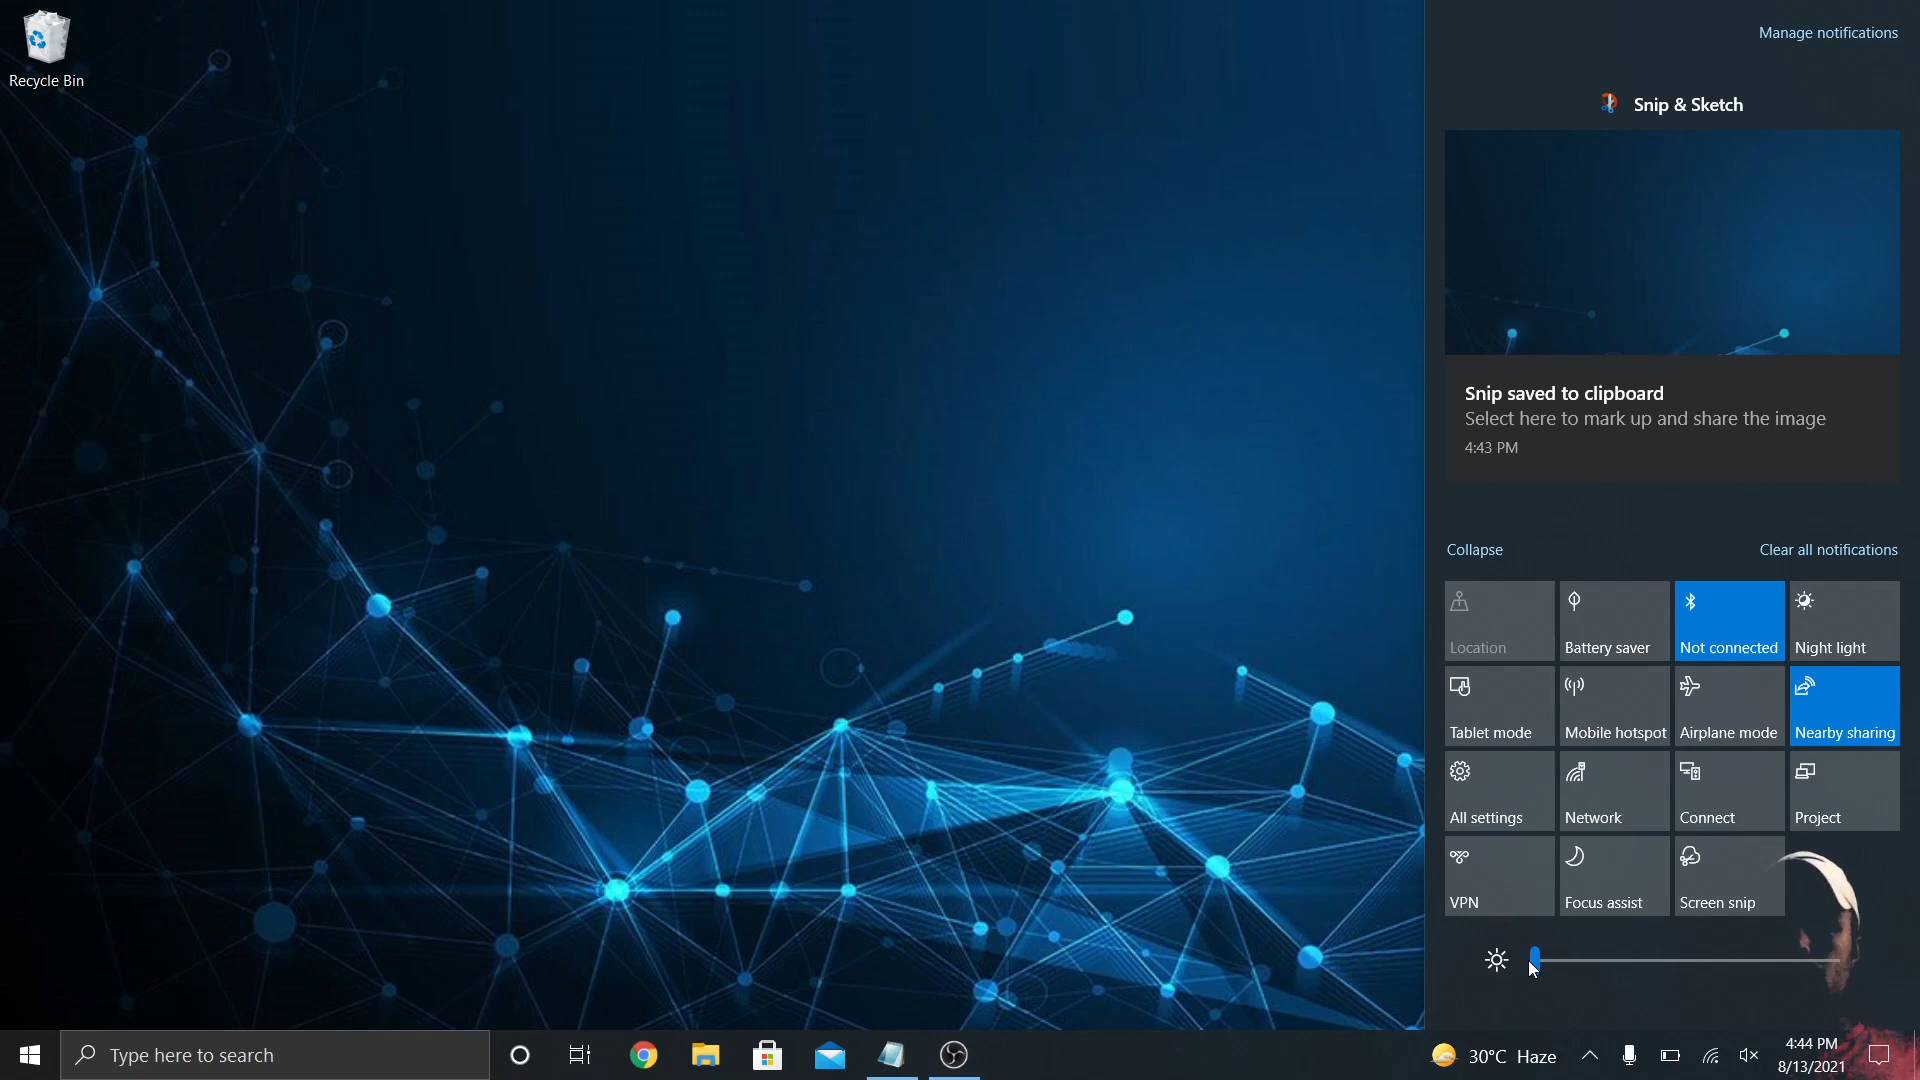 Recycle Bin
Manage notifications
Snip & Sketch
Snip saved to clipboard
Select here to mark up and share the image
4:43 PM
Collapse
Clear all notifications
Location
Battery saver
Not connected
Night light
Tablet mode
Mobile hotspot
Airplane mode
Nearby sharing
All settings
Network
Connect
Project
VPN
Focus assist
Screen snip
Type here to search
30°C Haze
4:44 PM
8/13/2021